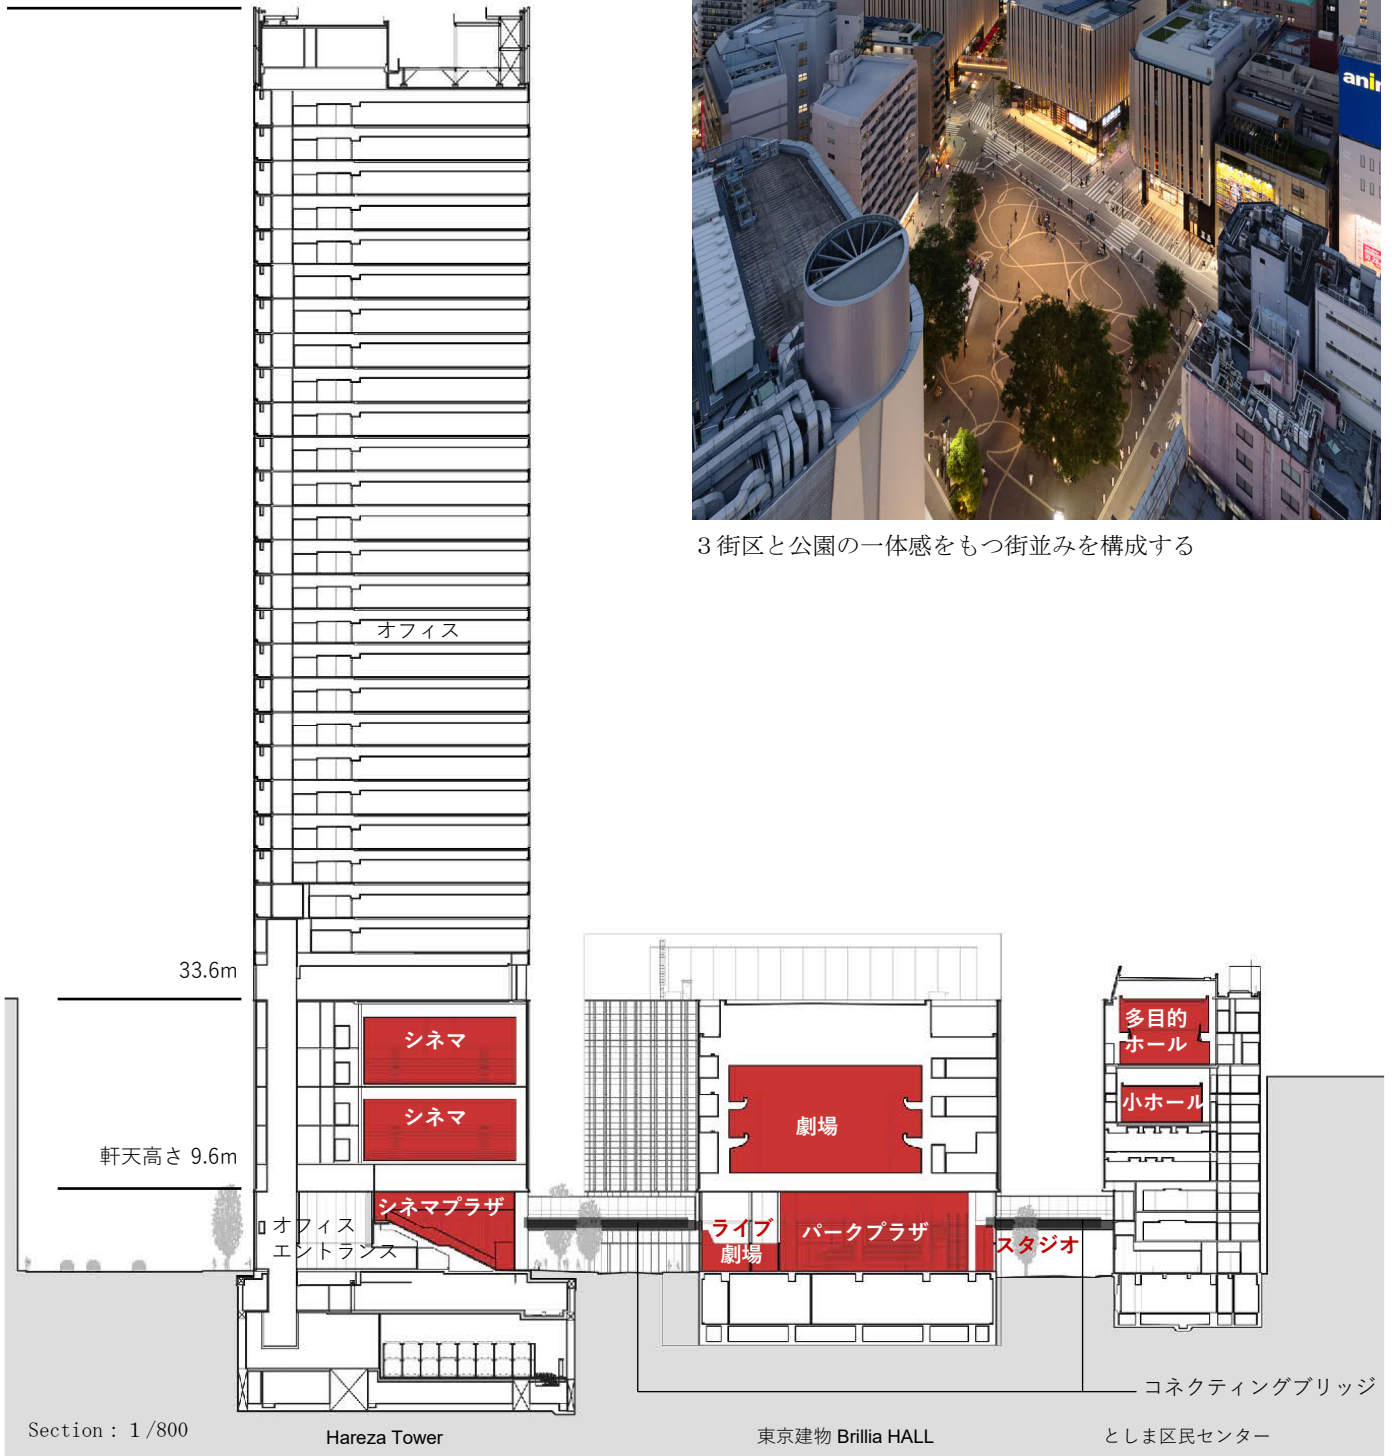 ３街区と公園の一体感をもつ街並みを構成する
オフィス
33.6m
シネマ
シネマ
軒天高さ 9.6m
シネマプラザ
オフィス
エントランス
劇場
ライブ
劇場
パークプラザ
スタジオ
多目的
ホール
小ホール
コネクティングブリッジ
Section : 1/800
Hareza Tower
東京建物 Brillia HALL
としま区民センター